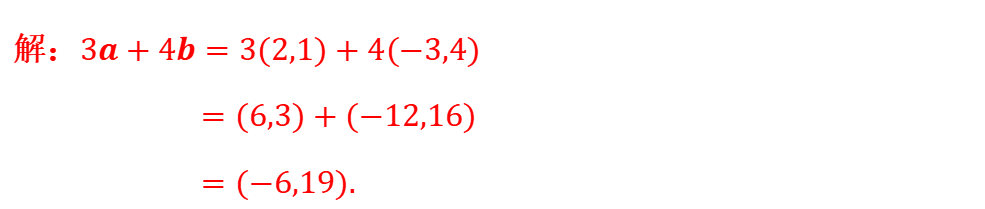 解：3a + 4b = 3(2,1) + 4(−3,4)
= (6,3) + (−12,16)
= (−6,19).